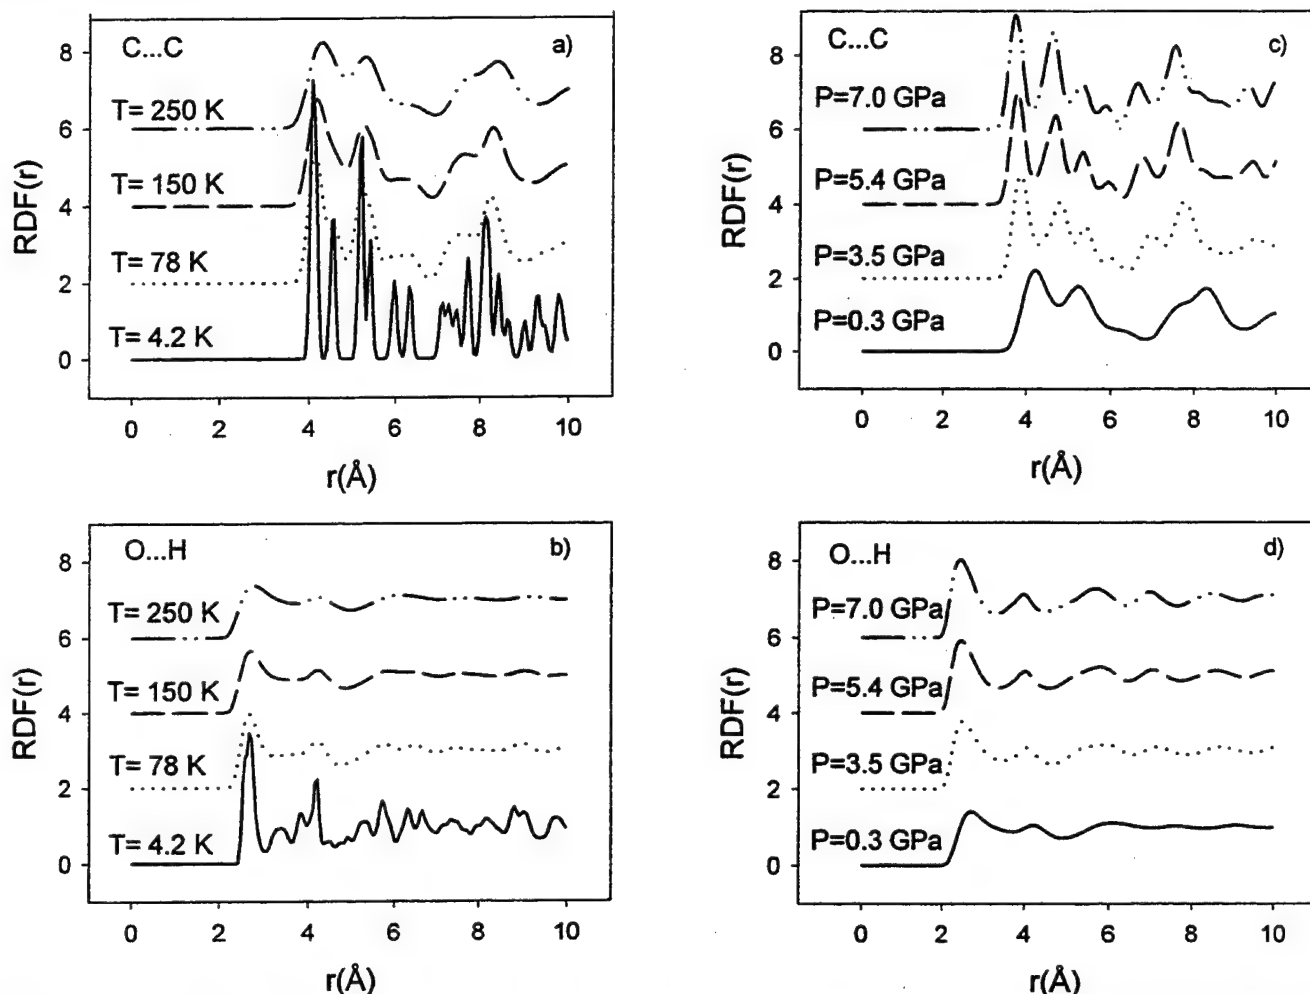 C...C
a)
8
T= 250 K
6
T= 150 K
4
T= 78 K
2
T= 4.2 K
0
RDF(r)
0 2 4 6 8 10
r(Å)
C...C
c)
8
P=7.0 GPa
6
P=5.4 GPa
4
P=3.5 GPa
2
P=0.3 GPa
0
RDF(r)
0 2 4 6 8 10
r(Å)
O...H
b)
8
T= 250 K
6
T= 150 K
4
T= 78 K
2
T= 4.2 K
0
RDF(r)
0 2 4 6 8 10
r(Å)
O...H
d)
8
P=7.0 GPa
6
P=5.4 GPa
4
P=3.5 GPa
2
P=0.3 GPa
0
RDF(r)
0 2 4 6 8 10
r(Å)